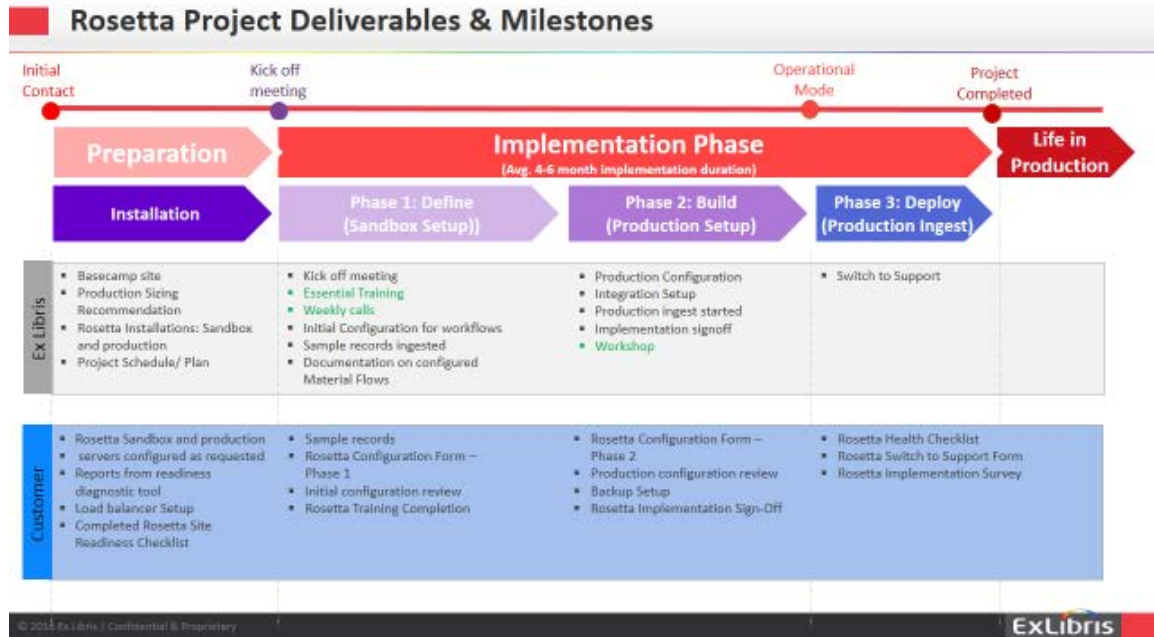 Rosetta Project Deliverables & Milestones
Initial
Contact
Kick off
meeting
Operational
Mode
Project
Completed
Preparation
Implementation Phase
(Avg. 4-6 month implementation duration)
Life in
Production
Installation
Phase 1: Define
(Sandbox Setup))
Phase 2: Build
(Production Setup)
Phase 3: Deploy
(Production Ingest)
Ex Libris
▪ Basecamp site
▪ Production Sizing
Recommendation
▪ Rosetta Installations: Sandbox
and production
▪ Project Schedule/ Plan
▪ Kick off meeting
▪ Essential Training
▪ Weekly calls
▪ Initial Configuration for workflows
▪ Sample records ingested
▪ Documentation on configured
Material Flows
▪ Production Configuration
▪ Integration Setup
▪ Production ingest started
▪ Implementation signoff
▪ Workshop
▪ Switch to Support
Customer
▪ Rosetta Sandbox and production
▪ servers configured as requested
▪ Reports from readiness
diagnostic tool
▪ Load balancer Setup
▪ Completed Rosetta Site
Readiness Checklist
▪ Sample records
▪ Rosetta Configuration Form –
Phase 1
▪ Initial configuration review
▪ Rosetta Training Completion
▪ Rosetta Configuration Form –
Phase 2
▪ Production configuration review
▪ Backup Setup
▪ Rosetta Implementation Sign-Off
▪ Rosetta Health Checklist
▪ Rosetta Switch to Support Form
▪ Rosetta Implementation Survey
© Ex Libris | Confidential & Proprietary
ExLibris